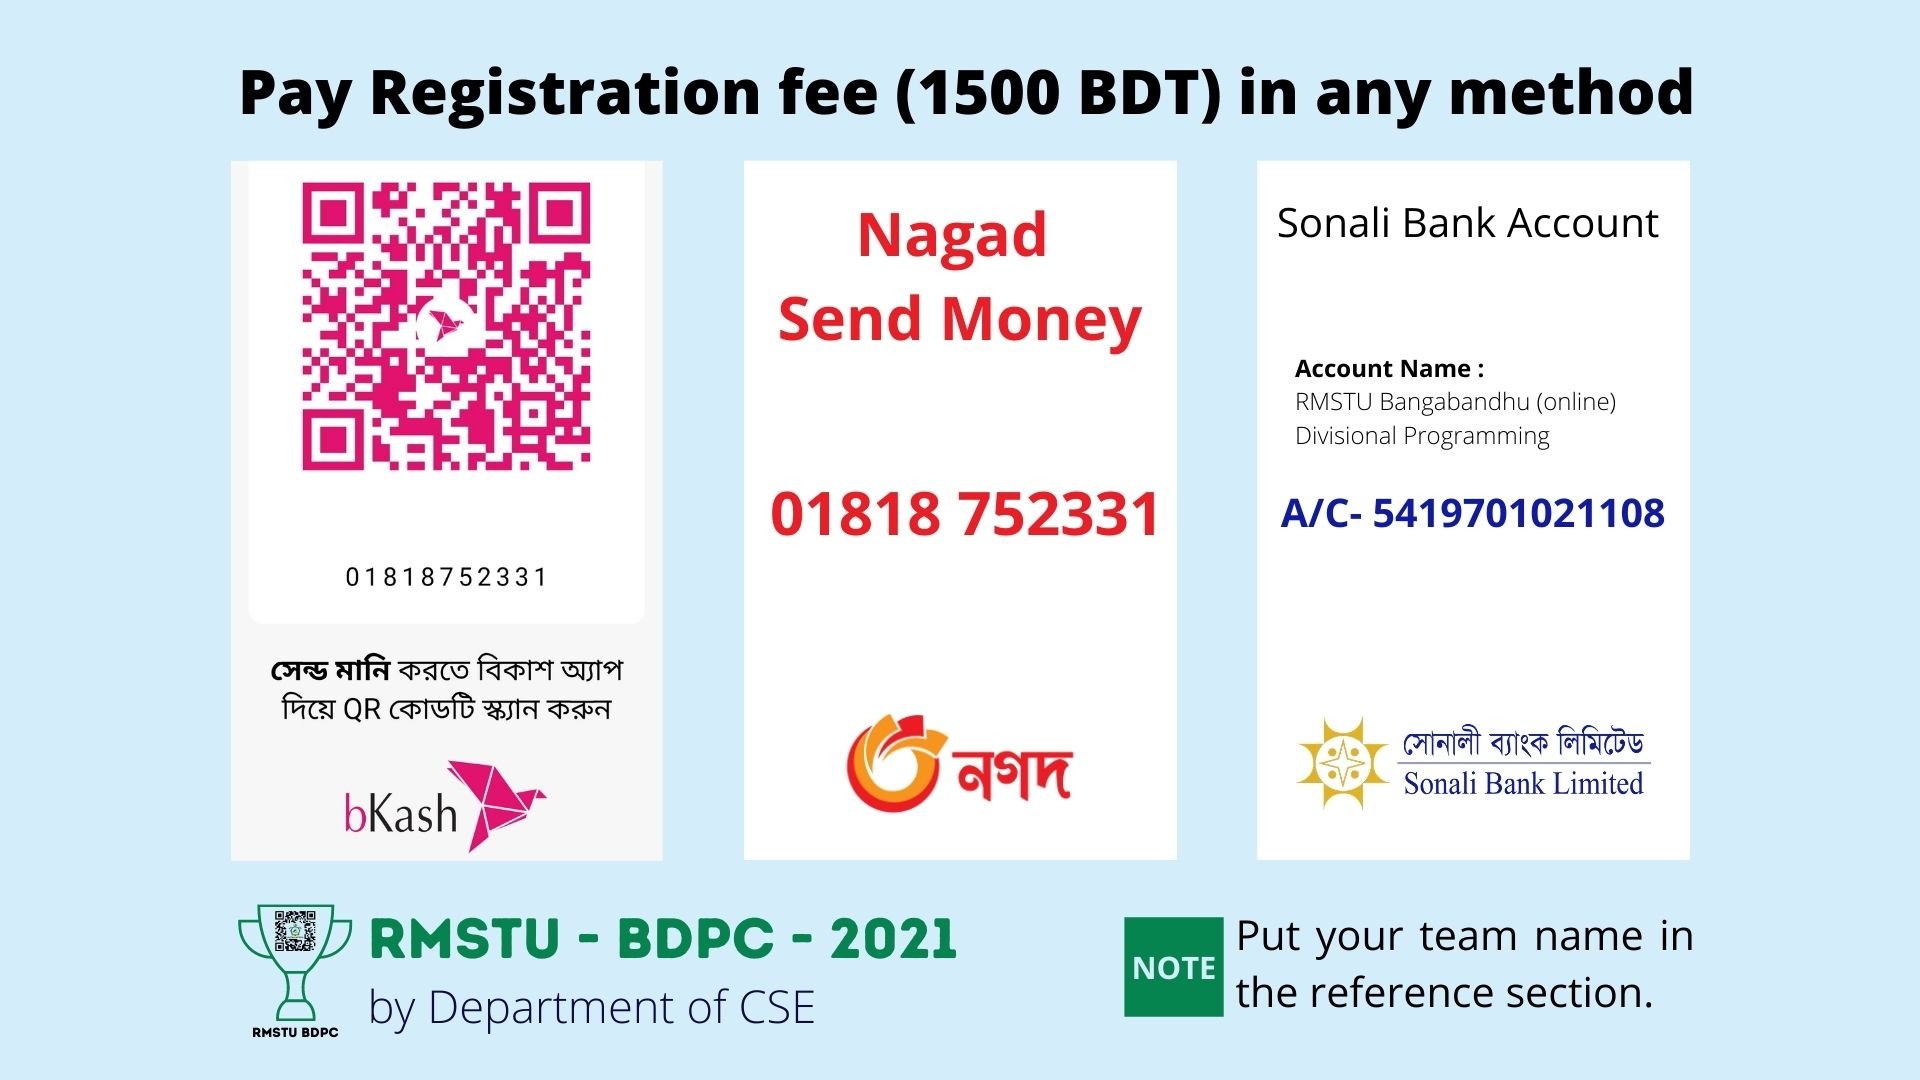 Pay Registration fee (1500 BDT) in any method
01818752331
সেন্ড মানি করতে বিকাশ অ্যাপ
দিয়ে QR কোডটি স্ক্যান করুন
bKash
Nagad
Send Money
01818 752331
নগদ
Sonali Bank Account
Account Name :
RMSTU Bangabandhu (online)
Divisional Programming
A/C- 5419701021108
সোনালী ব্যাংক লিমিটেড
Sonali Bank Limited
RMSTU BDPC
RMSTU - BDPC - 2021
by Department of CSE
NOTE
Put your team name in
the reference section.